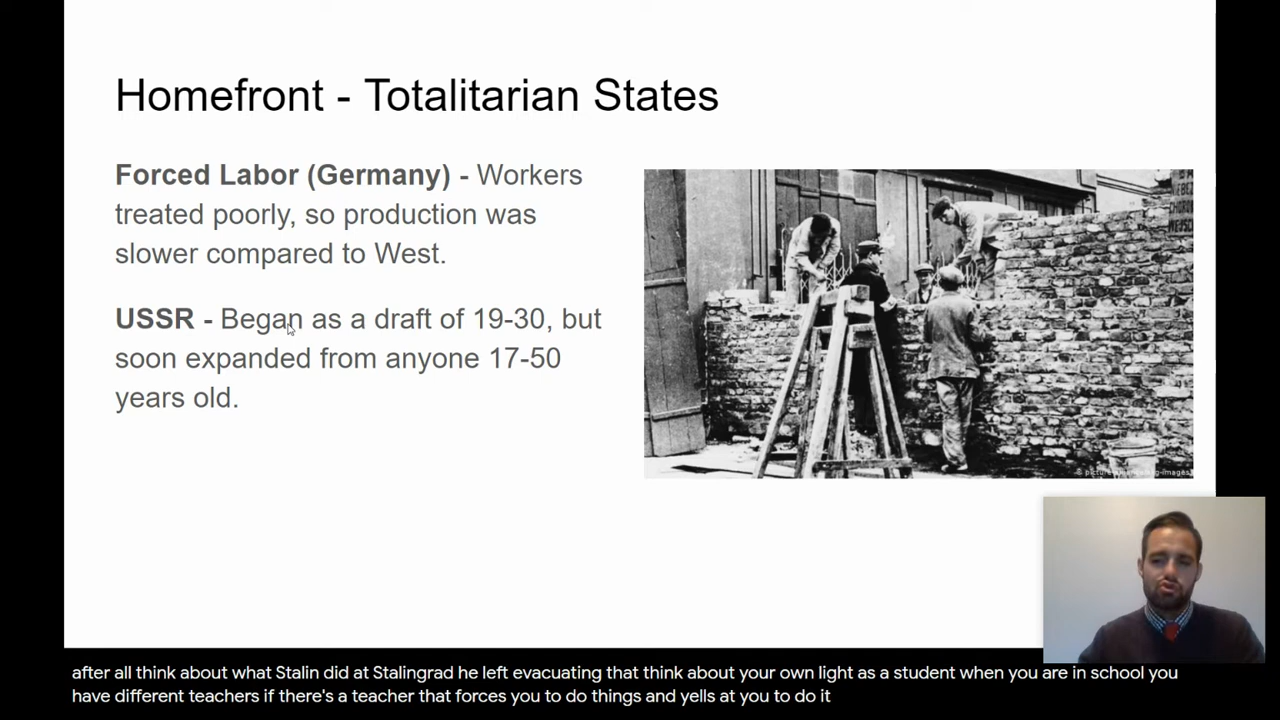 Homefront - Totalitarian States
Forced Labor (Germany) - Workers
treated poorly, so production was
slower compared to West.
USSR - Began as a draft of 19-30, but
soon expanded from anyone 17-50
years old.
after all think about what Stalin did at Stalingrad he left evacuating that think about your own light as a student when you are in school you
have different teachers if there's a teacher that forces you to do things and yells at you to do it